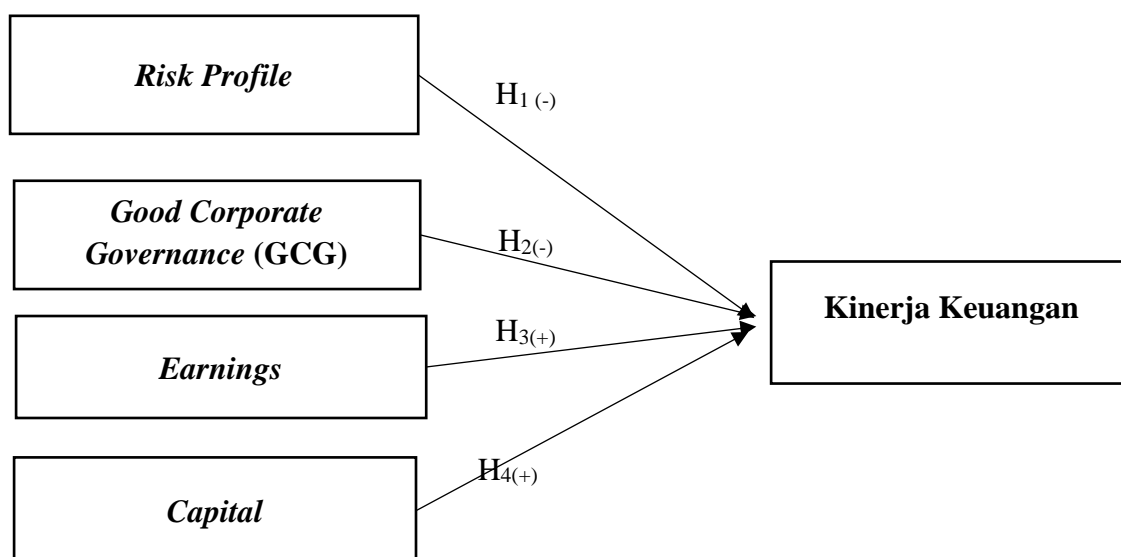 Risk Profile
H1 (-)
Good Corporate
Governance (GCG)
H2(-)
Kinerja Keuangan
H3(+)
Earnings
H4(+)
Capital